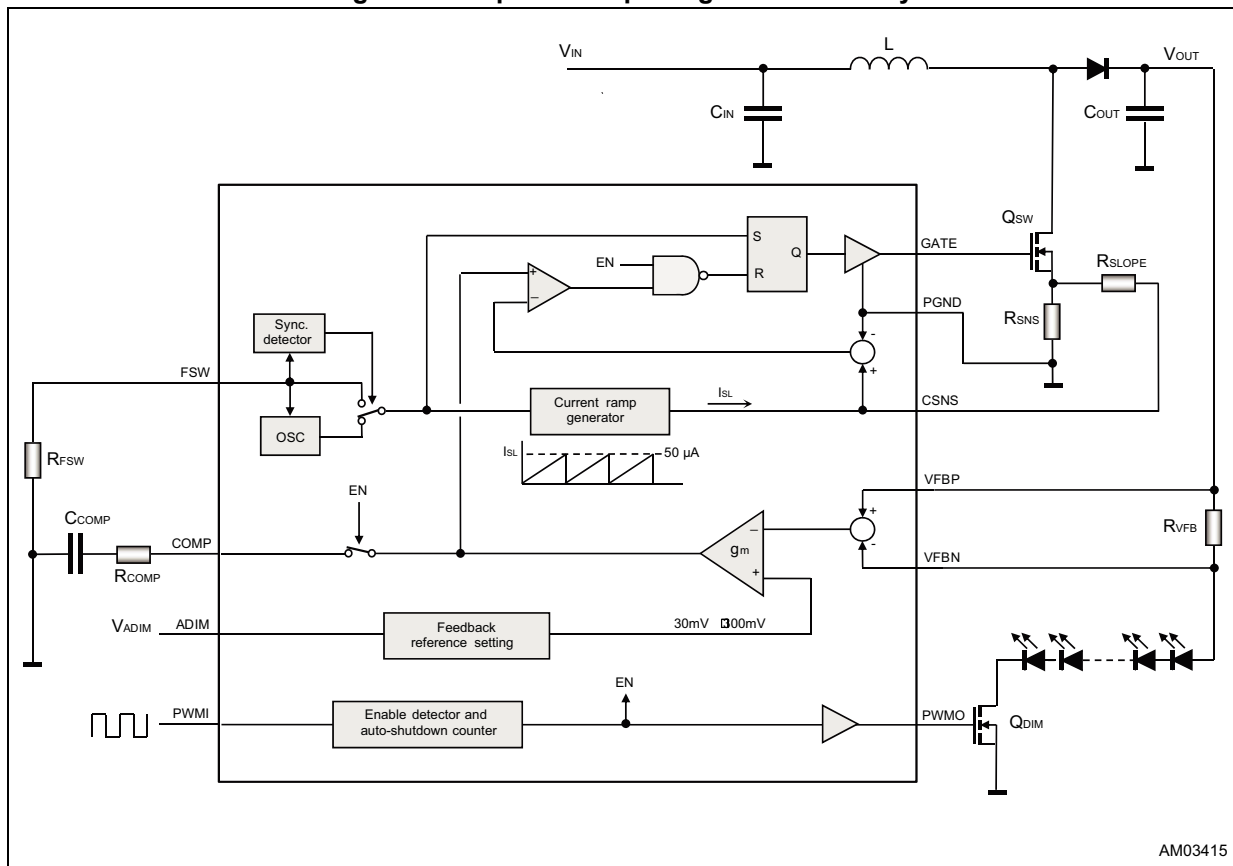 VIN
L
VOUT
CIN
COUT
QSW
S
Q
R
EN
GATE
RSLOPE
PGND
RSNS
+
−
-
+
Sync.
detector
FSW
OSC
Current ramp
generator
ISL
CSNS
RFSW
ISL
50 µA
EN
VFBP
+
-
RVFB
CCOMP
COMP
RCOMP
gm
−
+
VFBN
VADIM
ADIM
Feedback
reference setting
30mV
EN
PWMI
Enable detector and
auto-shutdown counter
PWMO
QDIM
AM03415